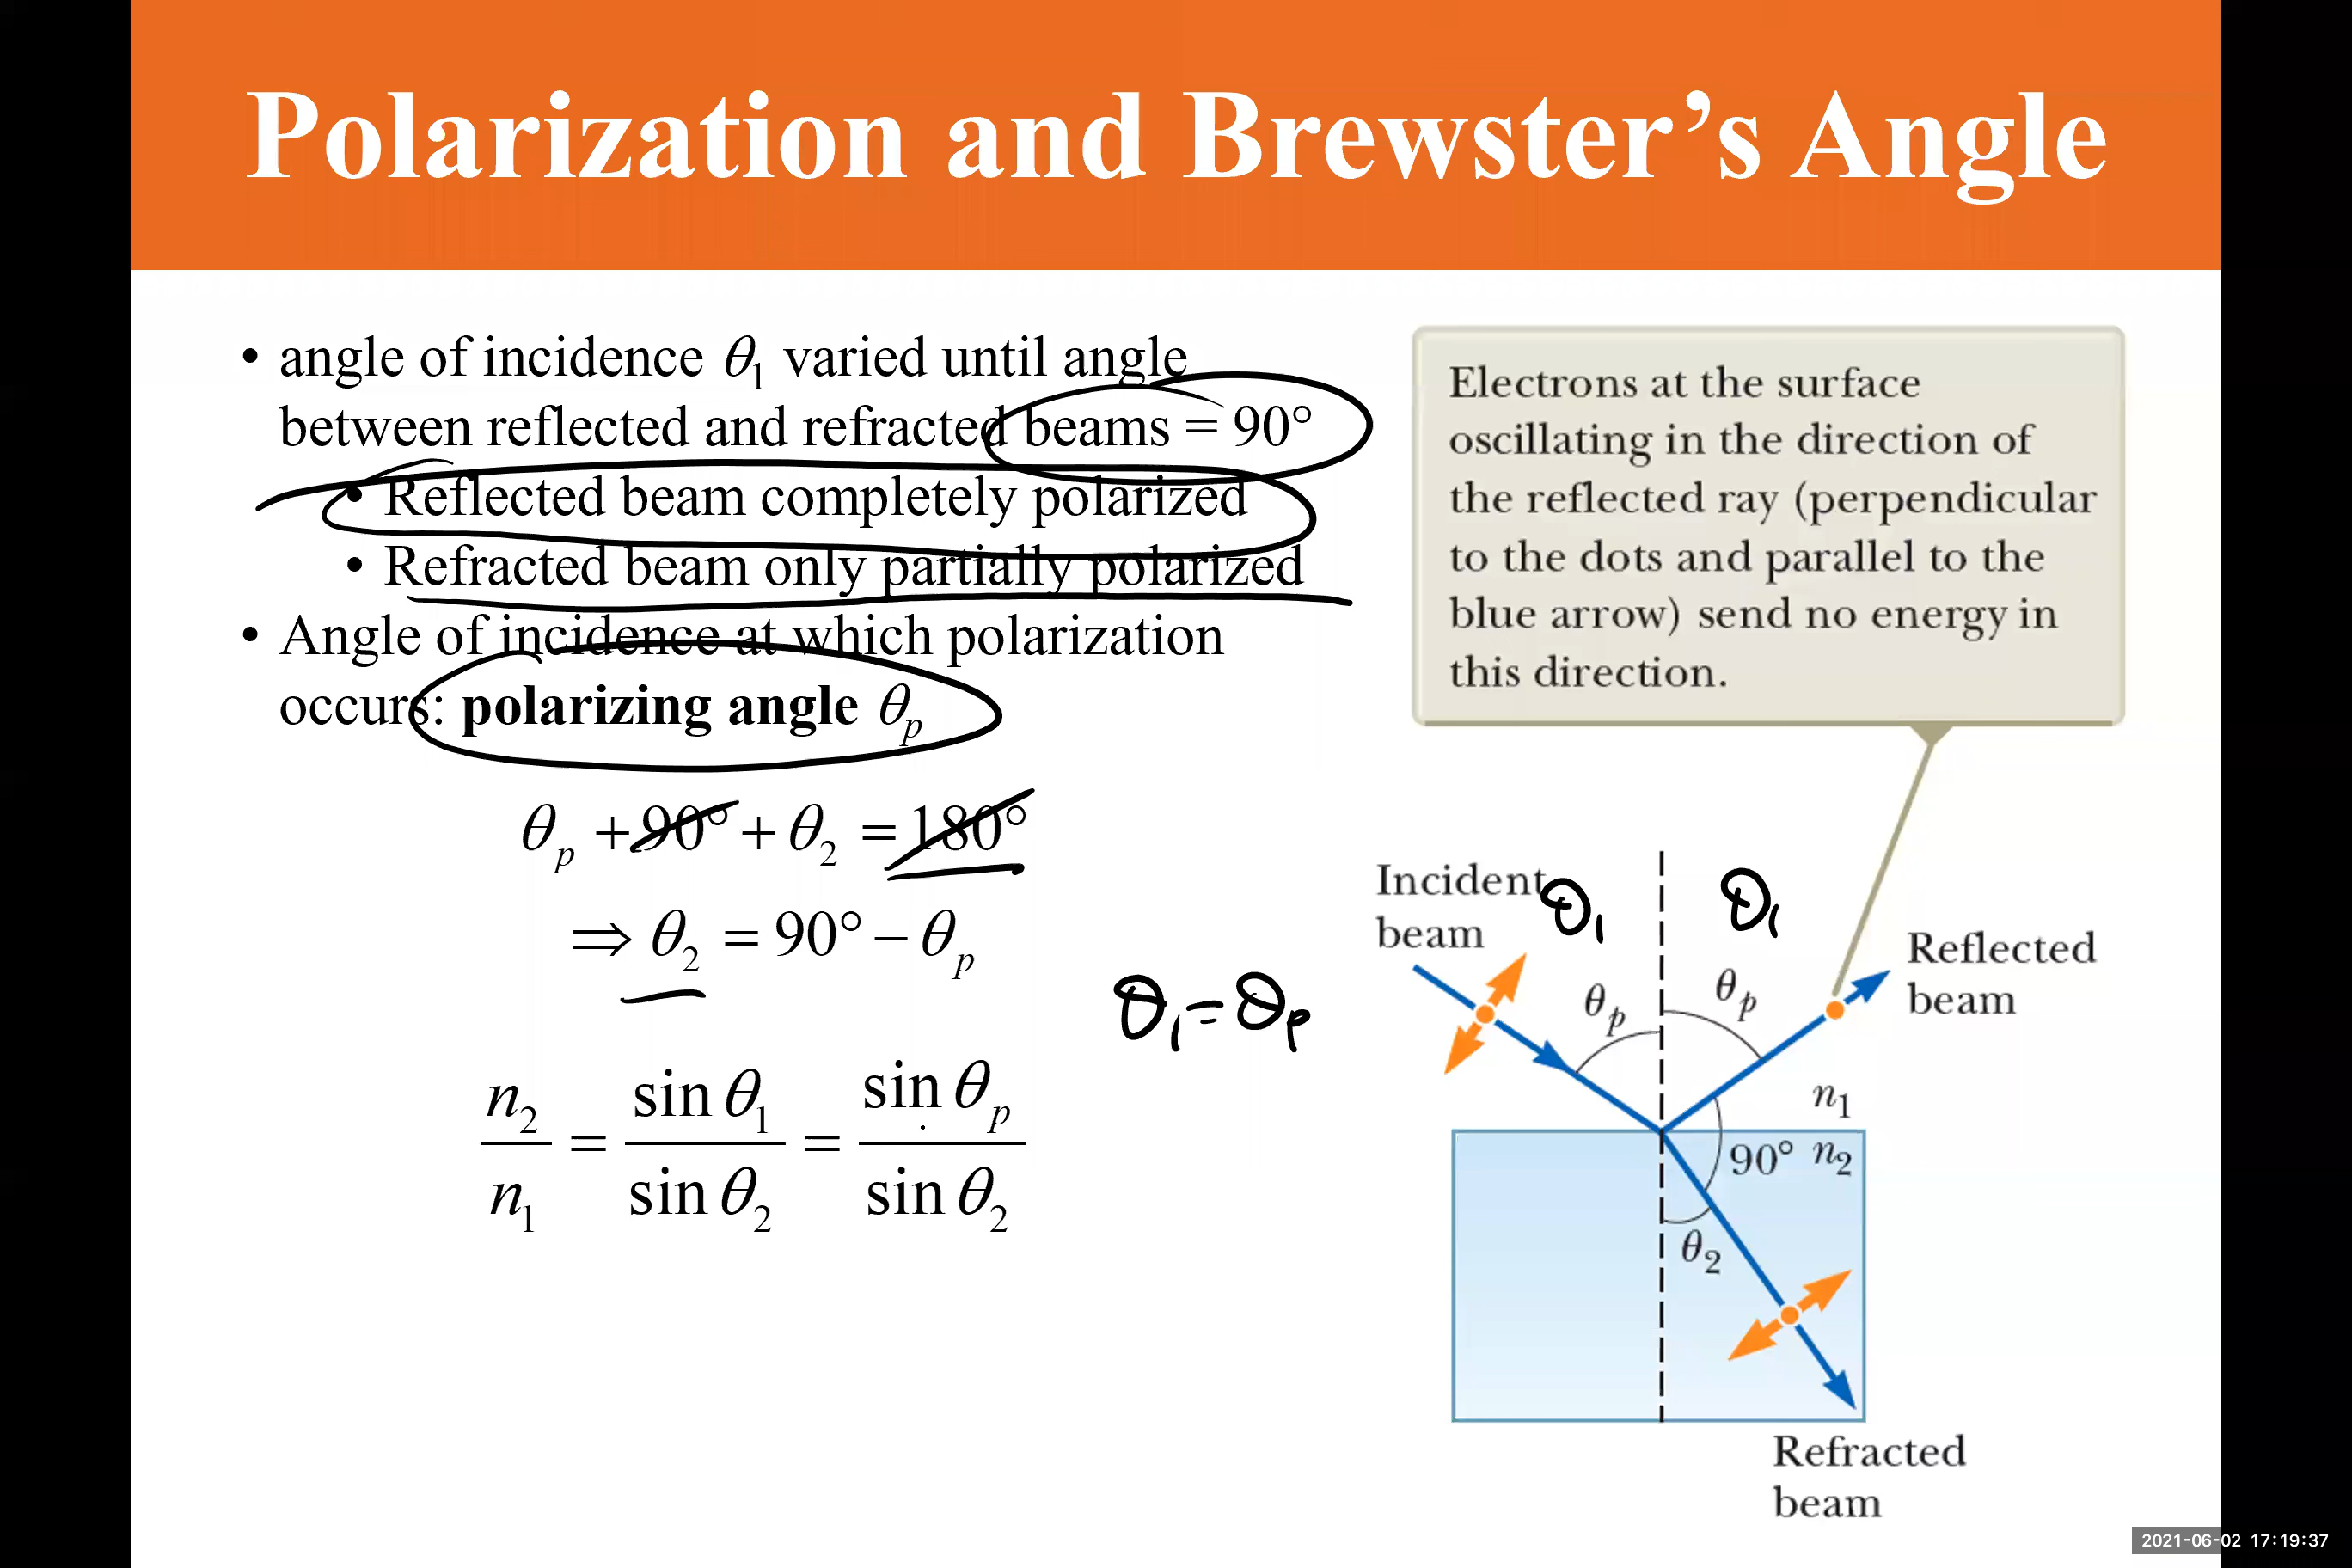 Polarization and Brewster’s Angle
• angle of incidence θ₁ varied until angle
between reflected and refracted beams = 90°
• Reflected beam completely polarized
• Refracted beam only partially polarized
• Angle of incidence at which polarization
occurs: polarizing angle θₚ
θₚ + 90° + θ₂ = 180°
⇒ θ₂ = 90° − θₚ
n₂/n₁ = sin θ₁/sin θ₂ = sin θₚ/sin θ₂
θ₁ = θₚ
Electrons at the surface
oscillating in the direction of
the reflected ray (perpendicular
to the dots and parallel to the
blue arrow) send no energy in
this direction.
Incident
beam
θ₁
θ₁
Reflected
beam
θₚ
θₚ
n₁
90° n₂
θ₂
Refracted
beam
2021-06-02 17:19:37